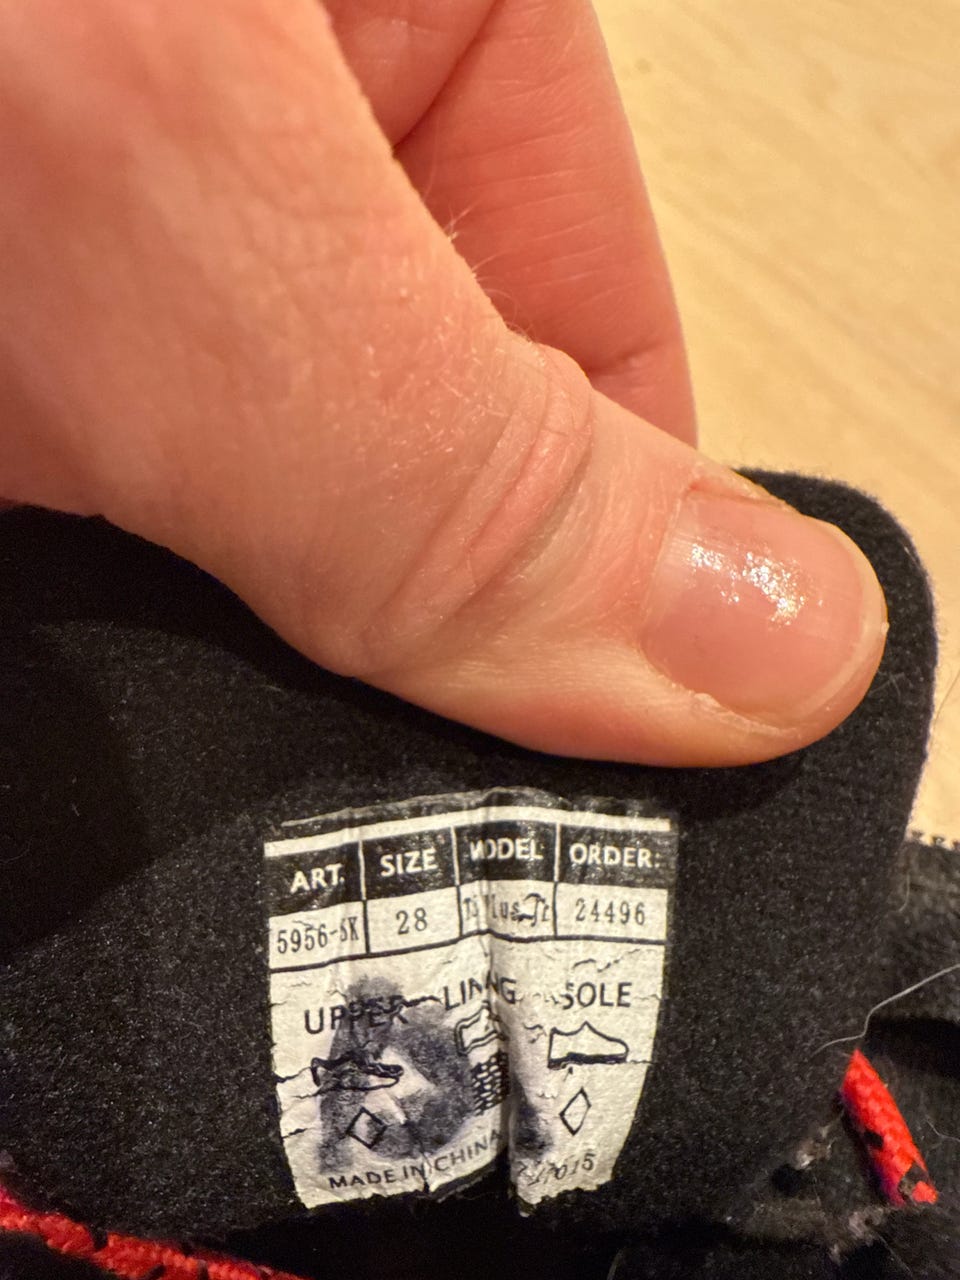 ART. SIZE MODEL ORDER:
5956-6X 28 24496
UPPER LINING SOLE
MADE IN CHINA